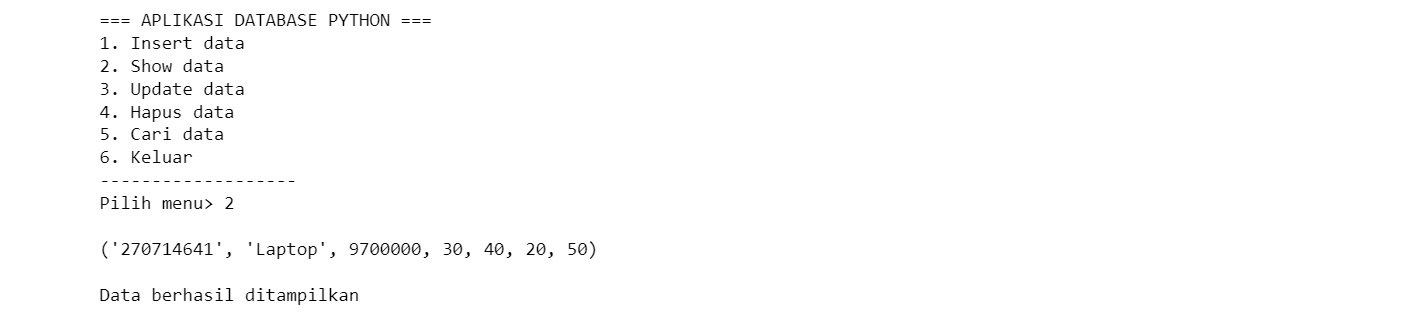 === APLIKASI DATABASE PYTHON ===
1. Insert data
2. Show data
3. Update data
4. Hapus data
5. Cari data
6. Keluar
-------------------
Pilih menu> 2
('270714641', 'Laptop', 9700000, 30, 40, 20, 50)
Data berhasil ditampilkan